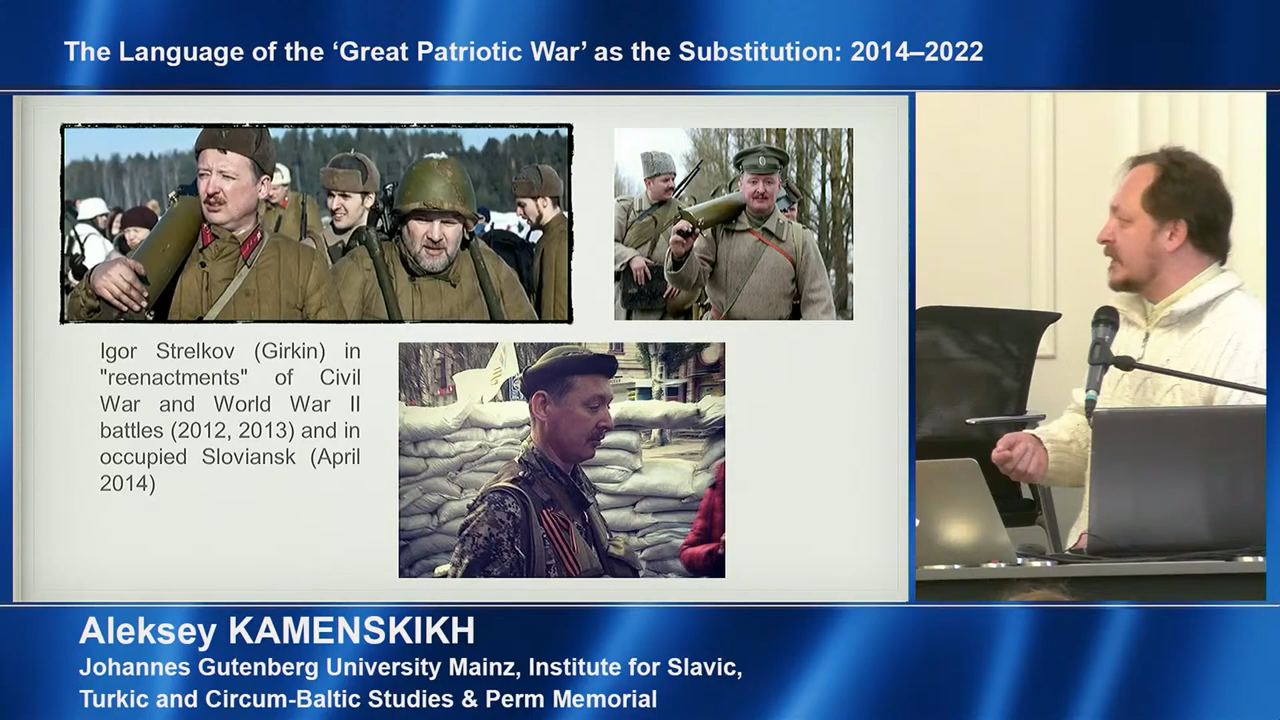 The Language of the ‘Great Patriotic War’ as the Substitution: 2014–2022
Igor Strelkov (Girkin) in
"reenactments" of Civil
War and World War II
battles (2012, 2013) and in
occupied Sloviansk (April
2014)
Aleksey KAMENSKIKH
Johannes Gutenberg University Mainz, Institute for Slavic,
Turkic and Circum-Baltic Studies & Perm Memorial